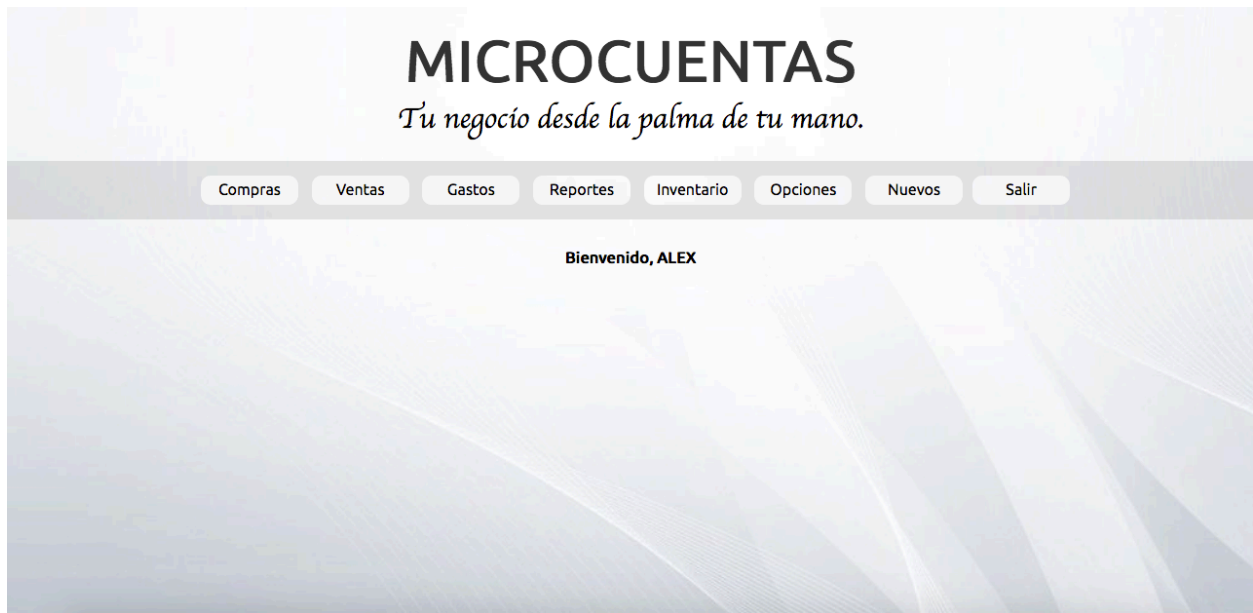 MICROCUENTAS
Tu negocio desde la palma de tu mano.
Compras Ventas Gastos Reportes Inventario Opciones Nuevos Salir
Bienvenido, ALEX